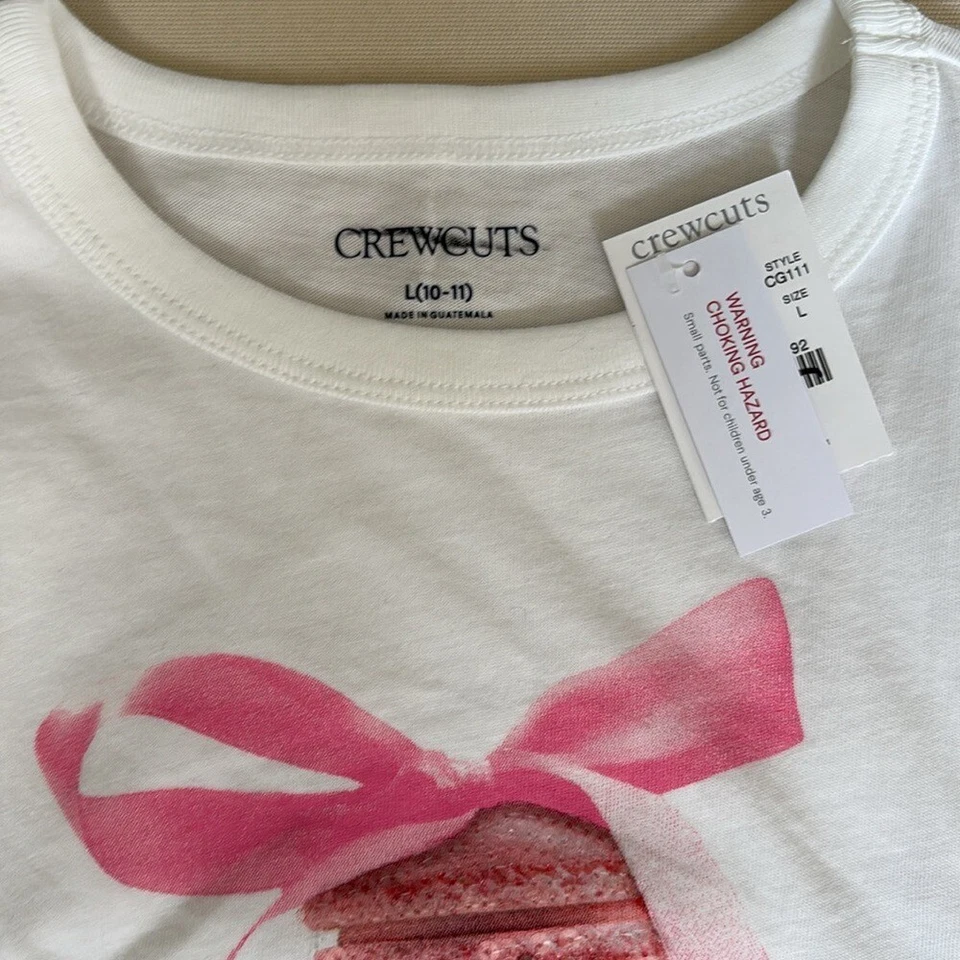 CREWCUTS
L(10-11)
MADE IN GUATEMALA
crewcuts
STYLE
CG111
SIZE
L
92
WARNING
CHOKING HAZARD
Small parts. Not for children under age 3.